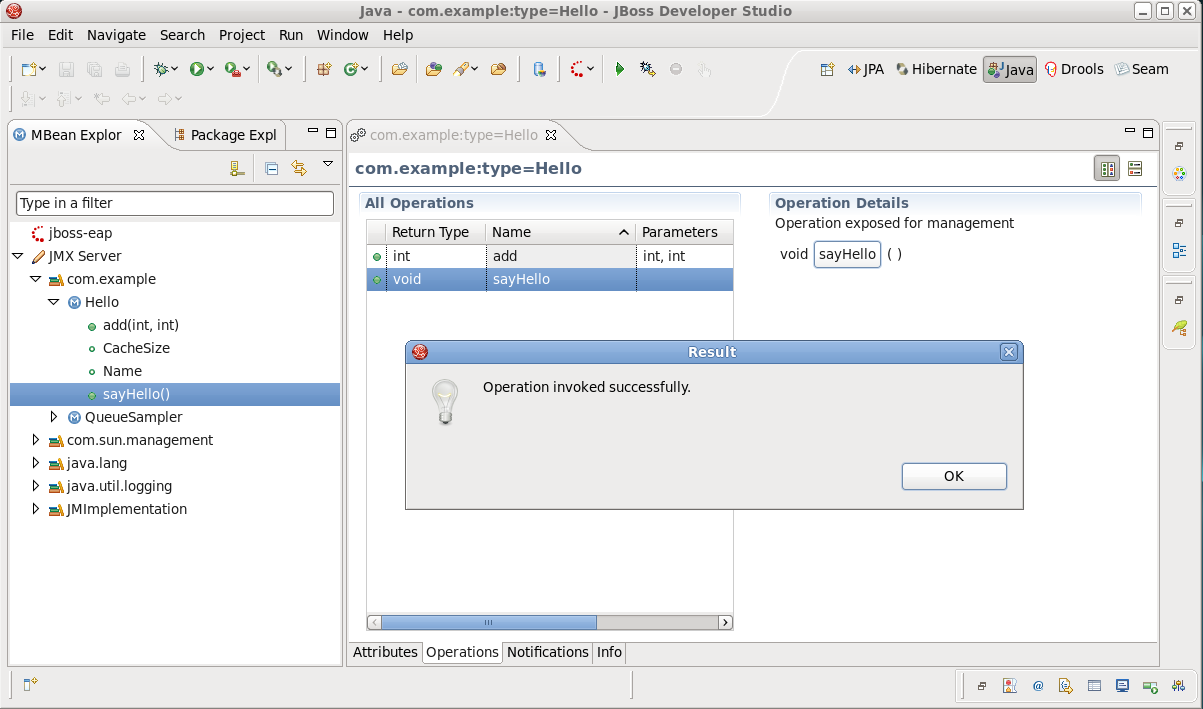 Java - com.example:type=Hello - JBoss Developer Studio
File Edit Navigate Search Project Run Window Help
JPA Hibernate Java Drools Seam
MBean Explor Package Expl
com.example:type=Hello
com.example:type=Hello
Type in a filter
jboss-eap
JMX Server
com.example
Hello
add(int, int)
CacheSize
Name
sayHello()
QueueSampler
com.sun.management
java.lang
java.util.logging
JMImplementation
All Operations
Return Type Name Parameters
int add int, int
void sayHello
Operation Details
Operation exposed for management
void sayHello ( )
Result
Operation invoked successfully.
OK
Attributes Operations Notifications Info